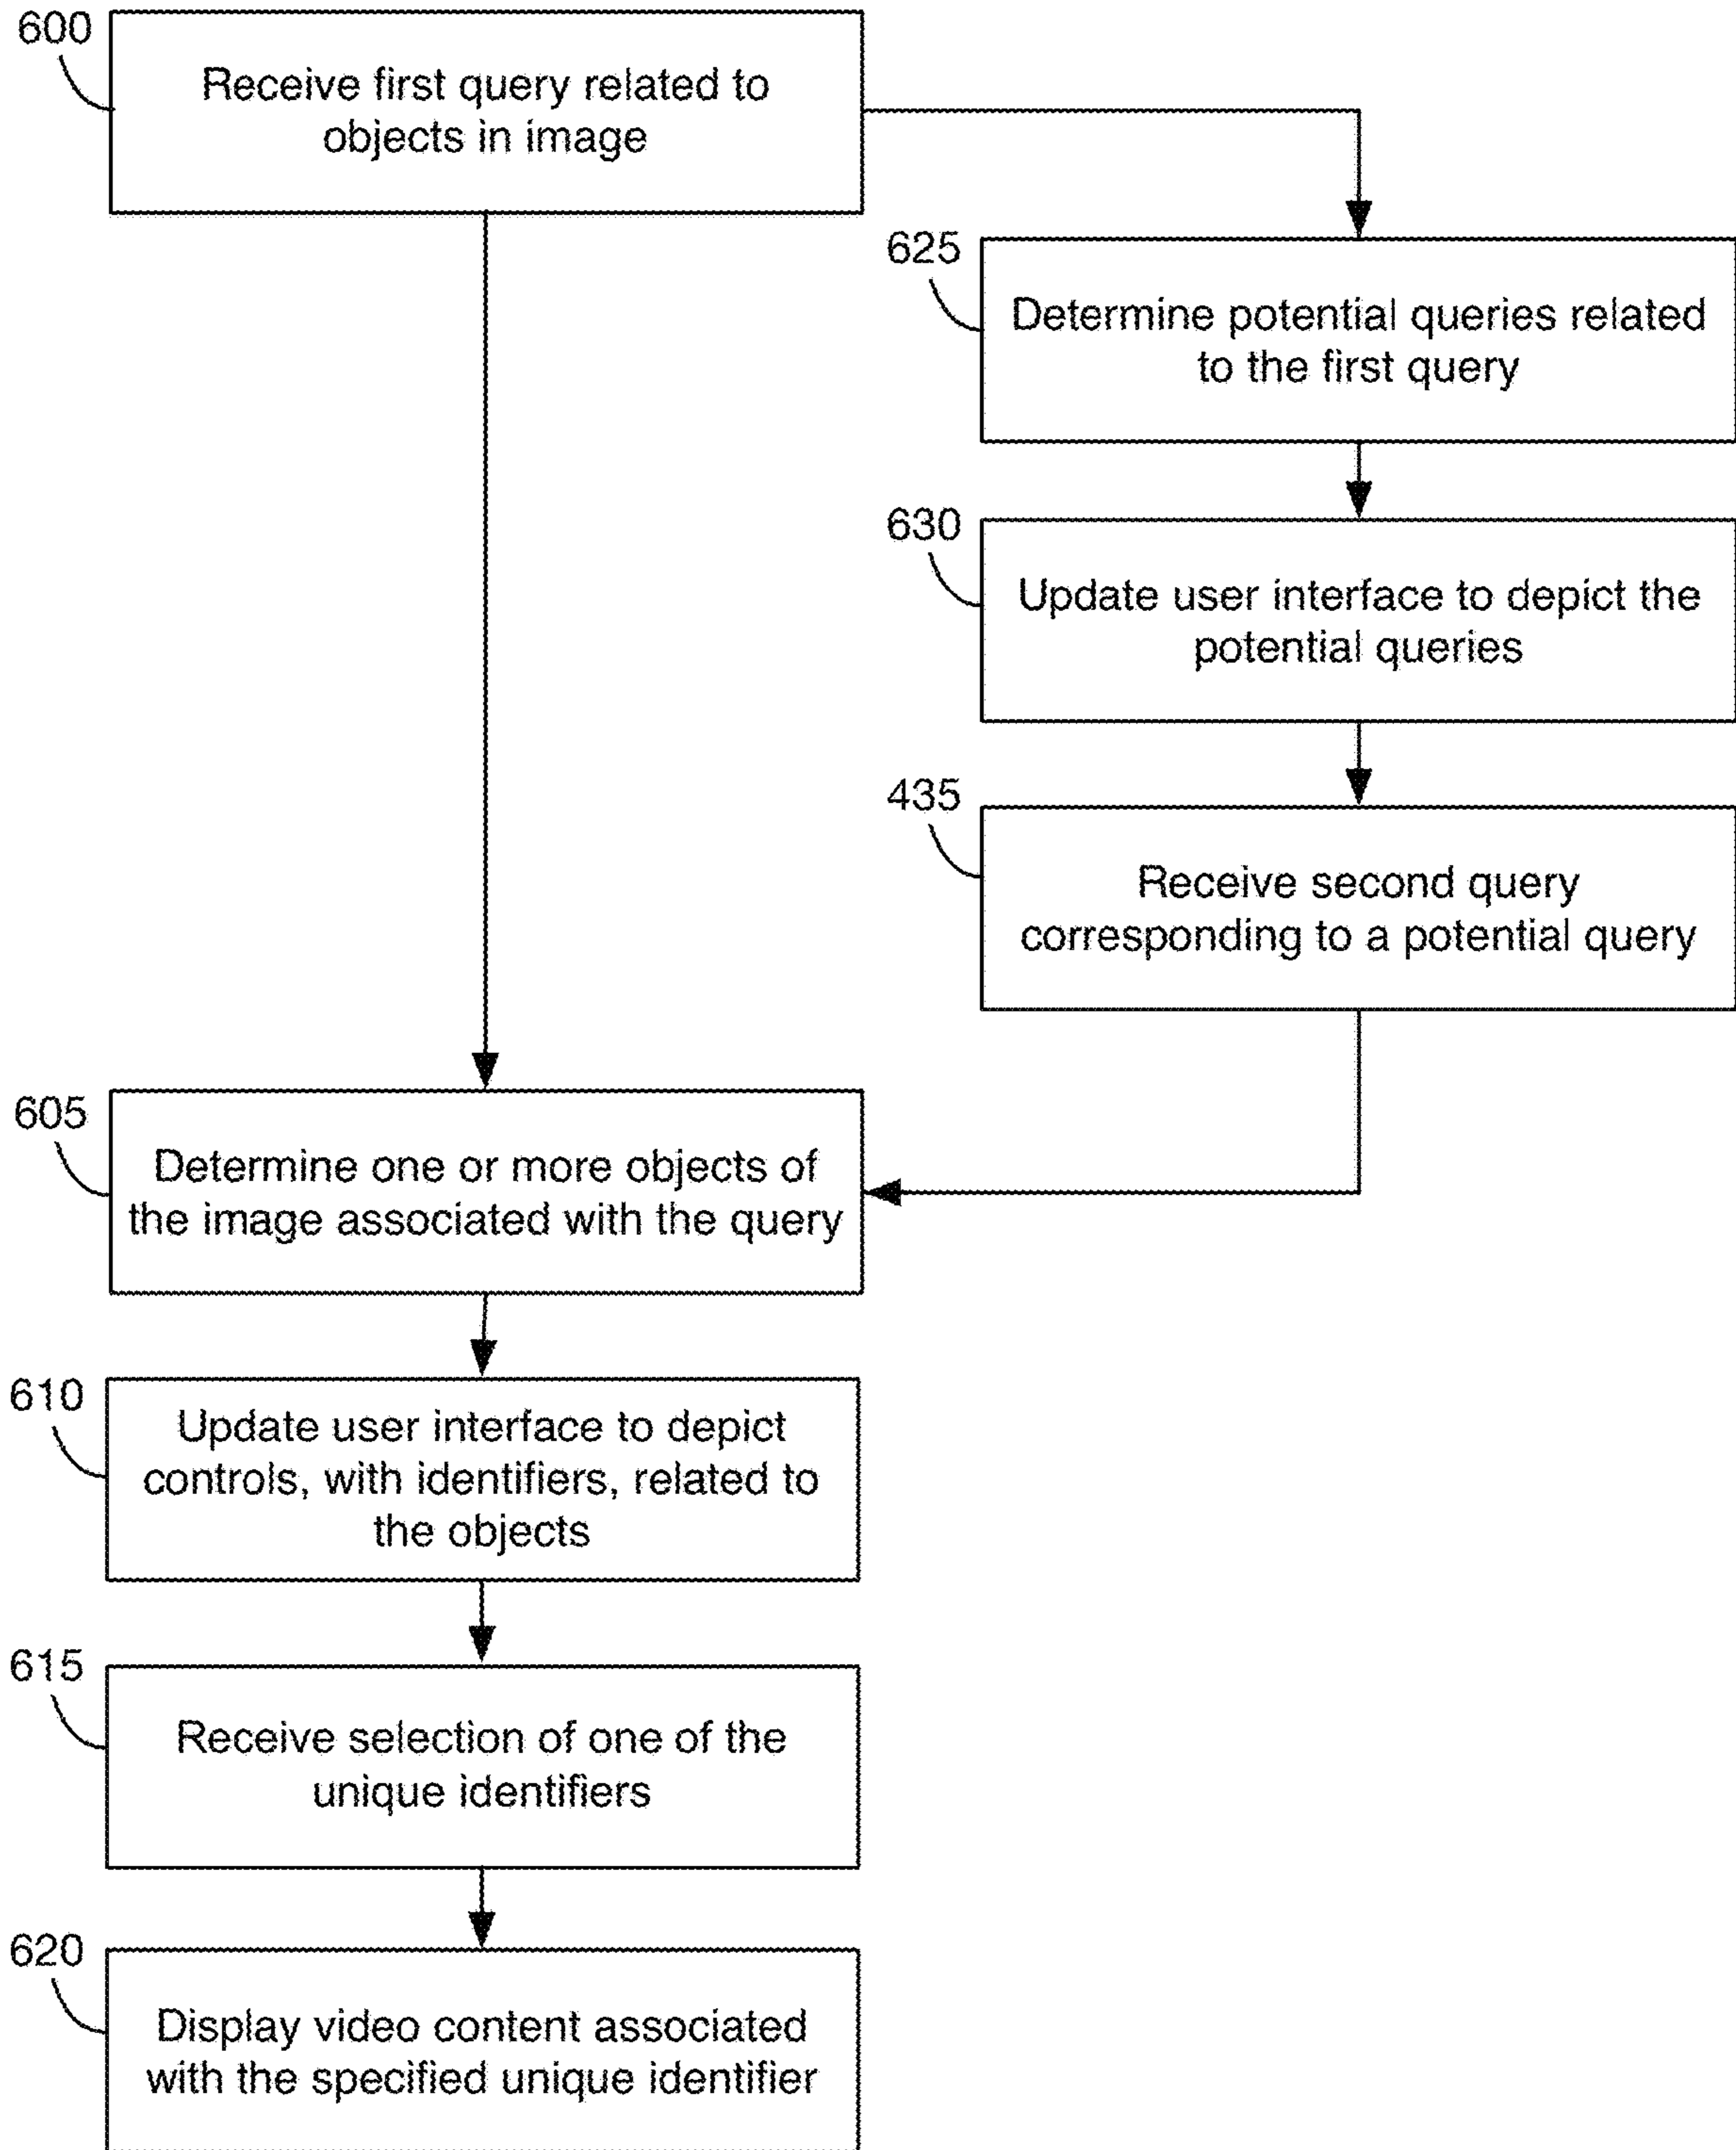 600
Receive first query related to
objects in image
625
Determine potential queries related
to the first query
630
Update user interface to depict the
potential queries
435
Receive second query
corresponding to a potential query
605
Determine one or more objects of
the image associated with the query
610
Update user interface to depict
controls, with identifiers, related to
the objects
615
Receive selection of one of the
unique identifiers
620
Display video content associated
with the specified unique identifier